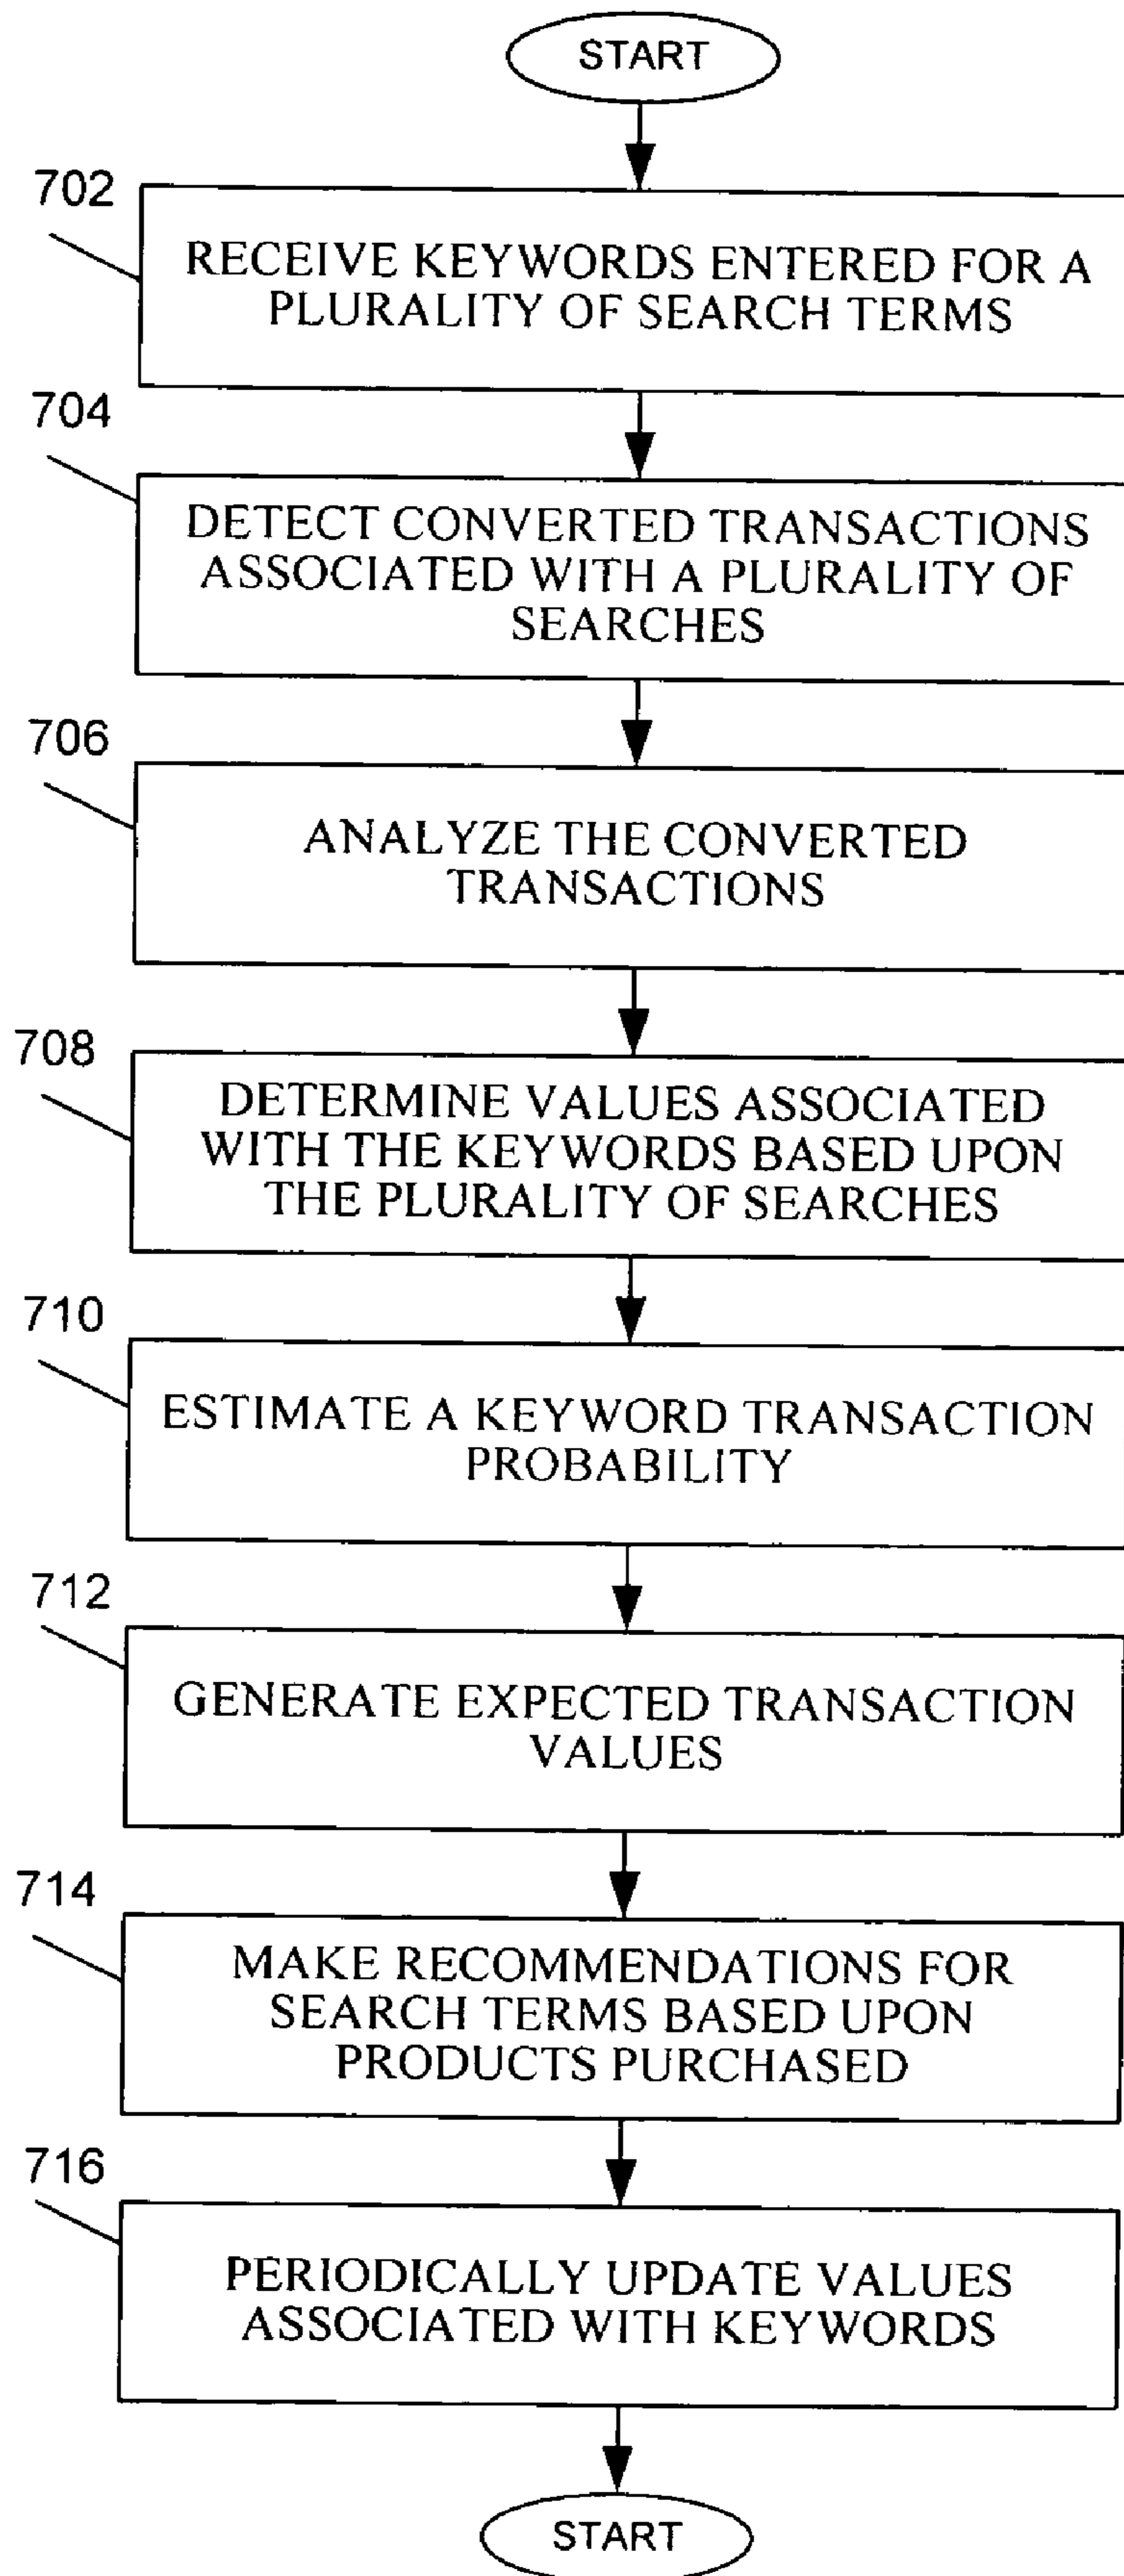 START
702
RECEIVE KEYWORDS ENTERED FOR A
PLURALITY OF SEARCH TERMS
704
DETECT CONVERTED TRANSACTIONS
ASSOCIATED WITH A PLURALITY OF
SEARCHES
706
ANALYZE THE CONVERTED
TRANSACTIONS
708
DETERMINE VALUES ASSOCIATED
WITH THE KEYWORDS BASED UPON
THE PLURALITY OF SEARCHES
710
ESTIMATE A KEYWORD TRANSACTION
PROBABILITY
712
GENERATE EXPECTED TRANSACTION
VALUES
714
MAKE RECOMMENDATIONS FOR
SEARCH TERMS BASED UPON
PRODUCTS PURCHASED
716
PERIODICALLY UPDATE VALUES
ASSOCIATED WITH KEYWORDS
START